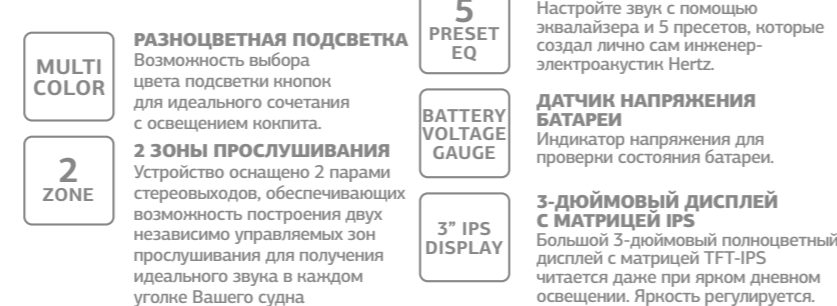 MULTI
COLOR
РАЗНОЦВЕТНАЯ ПОДСВЕТКА
Возможность выбора
цвета подсветки кнопок
для идеального сочетания
с освещением кокпита.
2
ZONE
2 ЗОНЫ ПРОСЛУШИВАНИЯ
Устройство оснащено 2 парами
стереовыходов, обеспечивающих
возможность построения двух
независимо управляемых зон
прослушивания для получения
идеального звука в каждом
уголке Вашего судна
5
PRESET
EQ
Настройте звук с помощью
эквалайзера и 5 пресетов, которые
создал лично сам инженер-
электроакустик Hertz.
BATTERY
VOLTAGE
GAUGE
ДАТЧИК НАПРЯЖЕНИЯ
БАТАРЕИ
Индикатор напряжения для
проверки состояния батареи.
3” IPS
DISPLAY
3-ДЮЙМОВЫЙ ДИСПЛЕЙ
С МАТРИЦЕЙ IPS
Большой 3-дюймовый полноцветный
дисплей с матрицей TFT-IPS
читается даже при ярком дневном
освещении. Яркость регулируется.